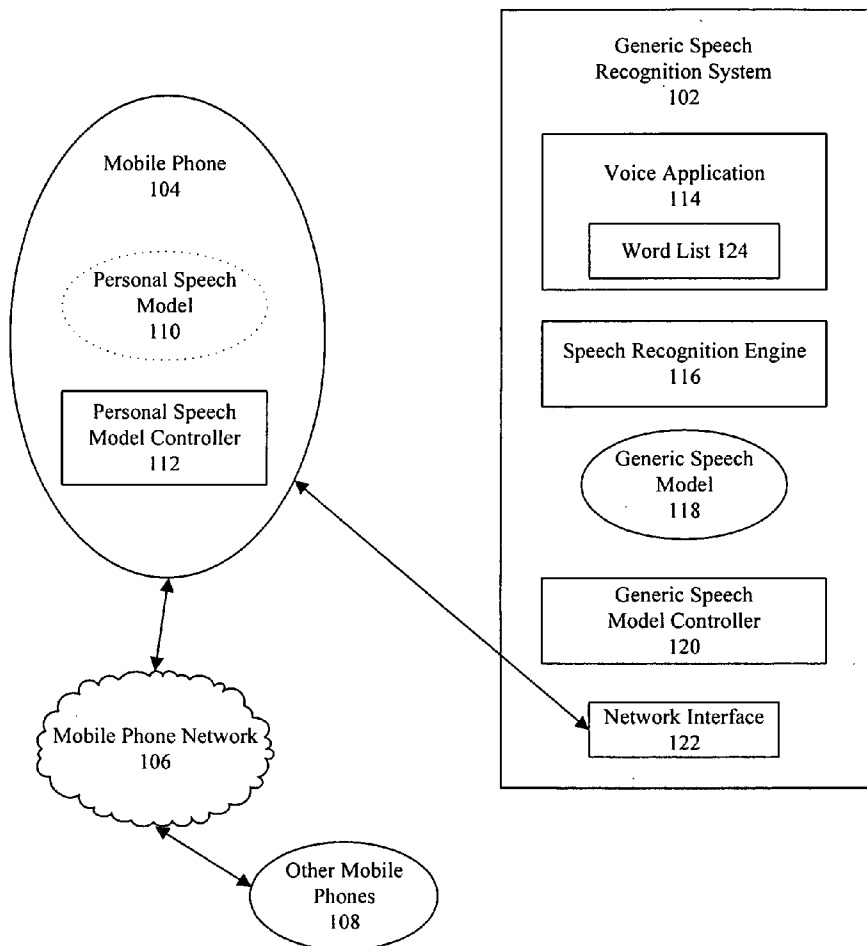 Mobile Phone
104
Personal Speech
Model
110
Personal Speech
Model Controller
112
Mobile Phone Network
106
Other Mobile
Phones
108
Generic Speech
Recognition System
102
Voice Application
114
Word List 124
Speech Recognition Engine
116
Generic Speech
Model
118
Generic Speech
Model Controller
120
Network Interface
122